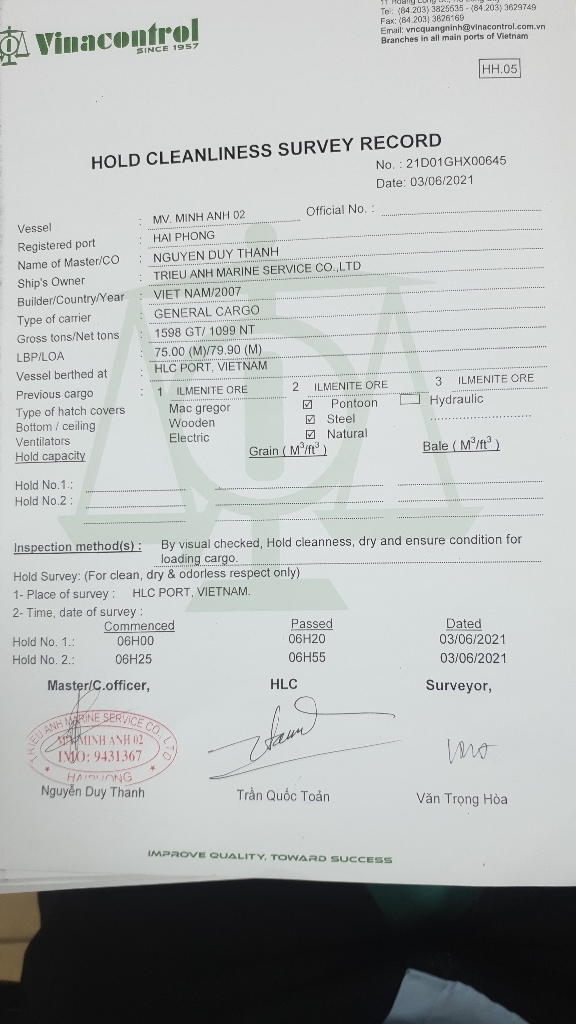 Vinacontrol
SINCE 1957
Tel: (84.203) 3825535 - (84.203) 3629749
Fax: (84.203) 3826169
Email: vncquangninh@vinacontrol.com.vn
Branches in all main ports of Vietnam
HH.05
HOLD CLEANLINESS SURVEY RECORD
No. : 21D01GHX00645
Date: 03/06/2021
Vessel : MV. MINH ANH 02 Official No. :
Registered port : HAI PHONG
Name of Master/CO : NGUYEN DUY THANH
Ship's Owner : TRIEU ANH MARINE SERVICE CO.,LTD
Builder/Country/Year : VIET NAM/2007
Type of carrier : GENERAL CARGO
Gross tons/Net tons : 1598 GT/ 1099 NT
LBP/LOA : 75.00 (M)/79.90 (M)
Vessel berthed at : HLC PORT, VIETNAM
Previous cargo : 1 ILMENITE ORE 2 ILMENITE ORE 3 ILMENITE ORE
Type of hatch covers Mac gregor ☑ Pontoon ☐ Hydraulic
Bottom / ceiling Wooden ☑ Steel
Ventilators Electric ☑ Natural
Hold capacity Grain ( M³/ft³ ) Bale ( M³/ft³ )
Hold No.1.:
Hold No.2 :
Inspection method(s) : By visual checked, Hold cleanness, dry and ensure condition for
loading cargo.
Hold Survey: (For clean, dry & odorless respect only)
1- Place of survey : HLC PORT, VIETNAM.
2- Time, date of survey :
Commenced Passed Dated
Hold No. 1.: 06H00 06H20 03/06/2021
Hold No. 2.: 06H25 06H55 03/06/2021
Master/C.officer, HLC Surveyor,
TRIEU ANH MARINE SERVICE CO., LTD
MV MINH ANH 02
IMO: 9431367
HAIPHONG
Nguyễn Duy Thanh Trần Quốc Toản Văn Trọng Hòa
IMPROVE QUALITY, TOWARD SUCCESS